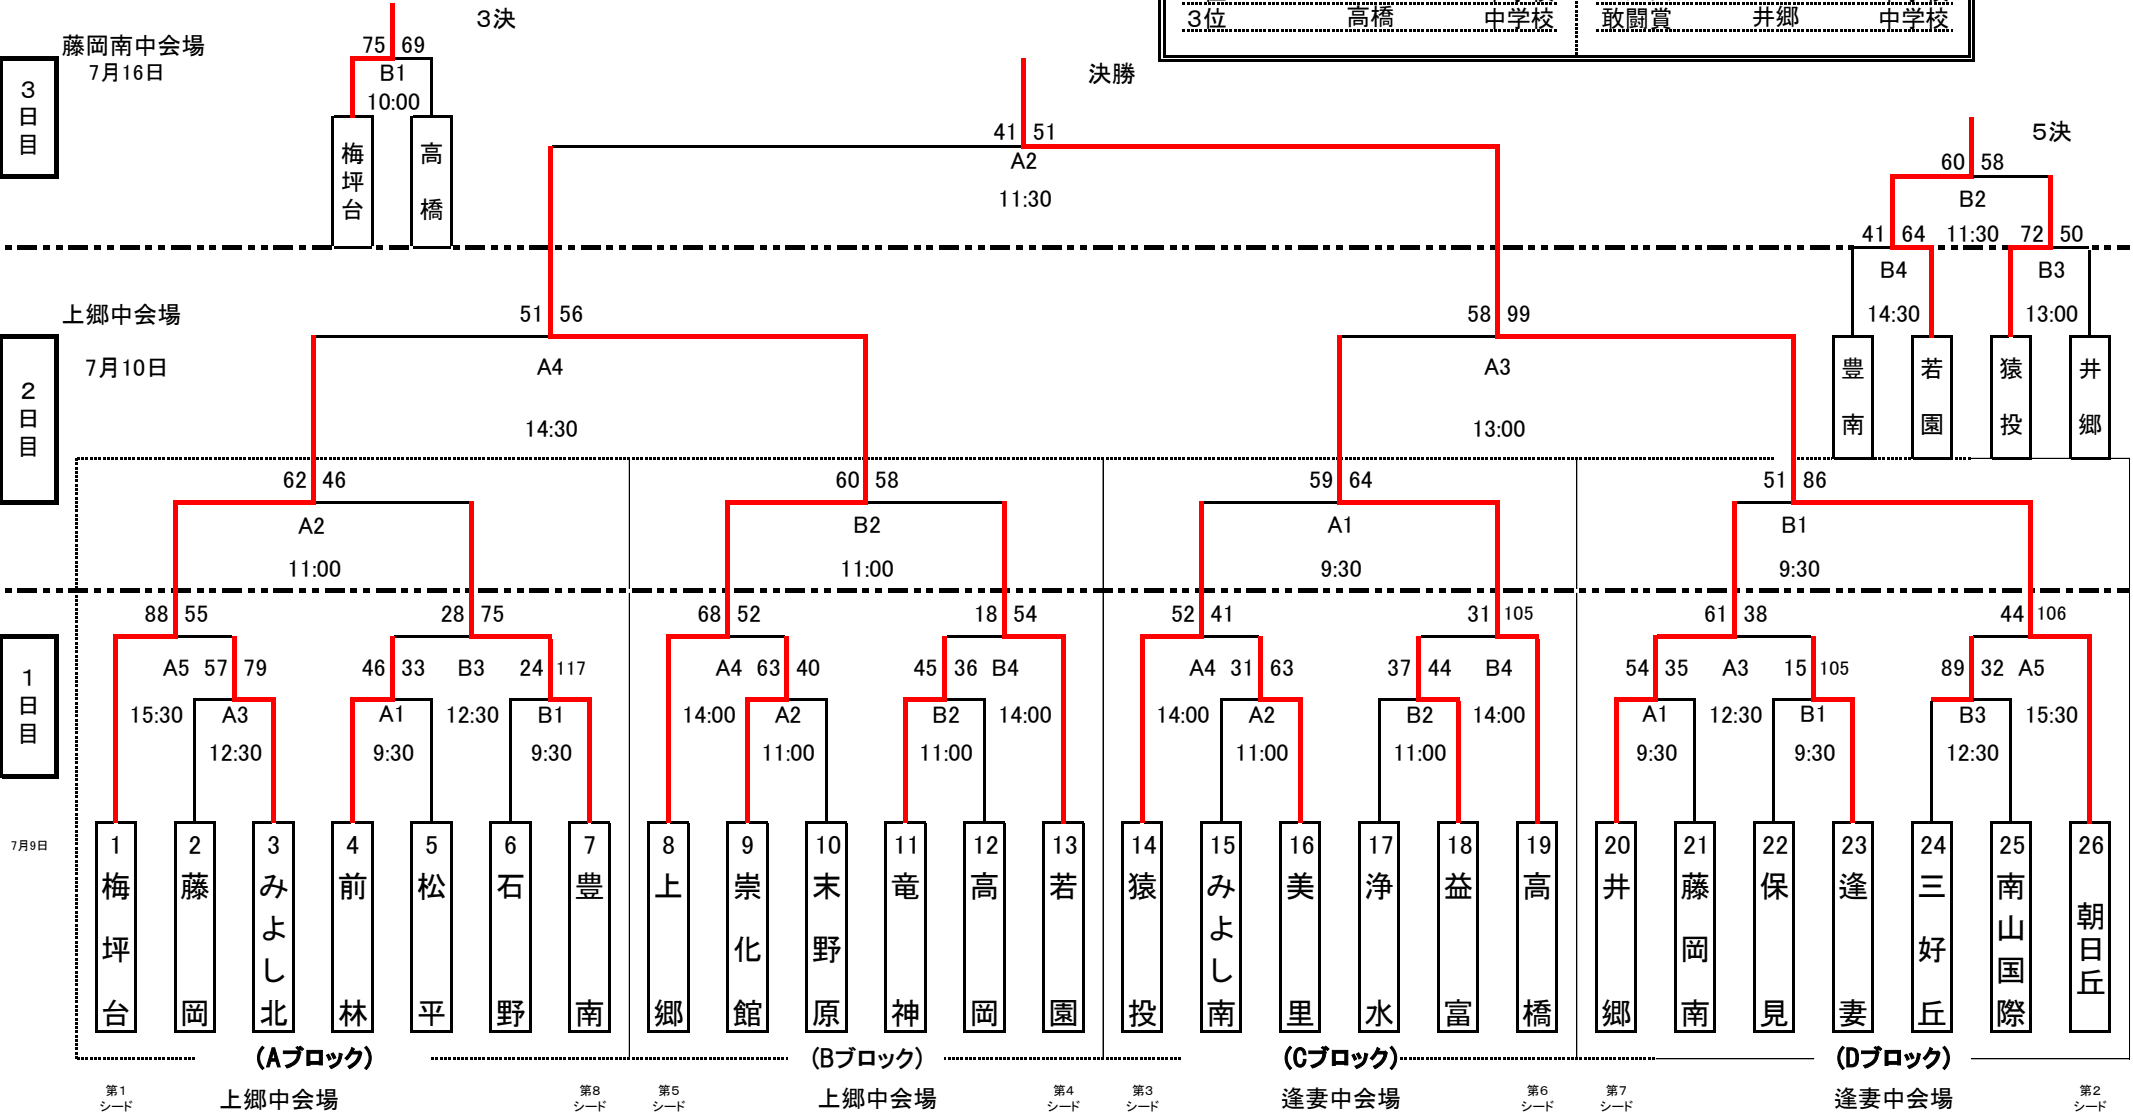 3位 高橋 中学校 敢闘賞 井郷 中学校
3決
藤岡南中会場
7月16日
3日目
75 69
B1
10:00
梅坪台 高橋
決勝
41 51
A2
11:30
5決
60 58
B2
11:30
41 64 72 50
B4 B3
14:30 13:00
豊南 若園 猿投 井郷
上郷中会場
7月10日
2日目
51 56 58 99
A4 A3
14:30 13:00
62 46 60 58 59 64 51 86
A2 B2 A1 B1
11:00 11:00 9:30 9:30
1日目
88 55 28 75 68 52 18 54 52 41 31 105 61 38 44 106
A5 57 79 46 33 B3 24 117 A4 63 40 45 36 B4 A4 31 63 37 44 B4 54 35 A3 15 105 89 32 A5
15:30 A3 A1 12:30 B1 14:00 A2 B2 14:00 14:00 A2 B2 14:00 A1 12:30 B1 B3 15:30
12:30 9:30 9:30 11:00 11:00 11:00 11:00 9:30 9:30 12:30
7月9日
1 梅坪台
2 藤岡
3 みよし北
4 前林
5 松平
6 石野
7 豊南
8 上郷
9 崇化館
10 末野原
11 竜神
12 高岡
13 若園
14 猿投
15 みよし南
16 美里
17 浄水
18 益富
19 高橋
20 井郷
21 藤岡南
22 保見
23 逢妻
24 三好丘
25 南山国際
26 朝日丘
(Aブロック) (Bブロック) (Cブロック) (Dブロック)
第1シード 上郷中会場 第8シード 第5シード 上郷中会場 第4シード 第3シード 逢妻中会場 第6シード 第7シード 逢妻中会場 第2シード